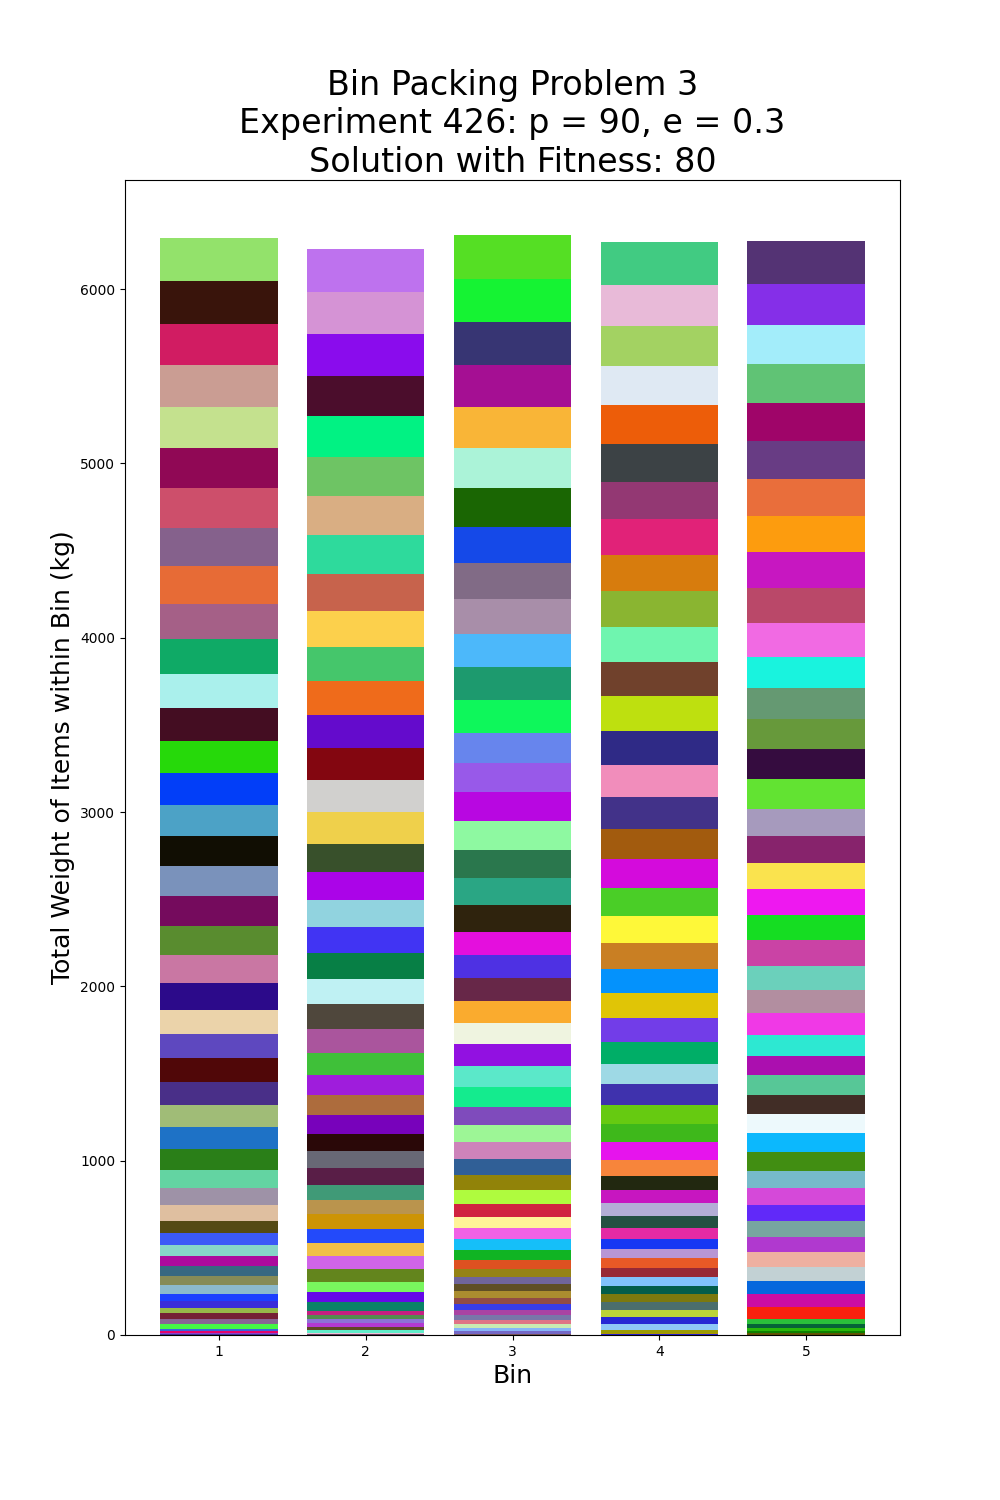 Bin Packing Problem 3
Experiment 426: p = 90, e = 0.3
Solution with Fitness: 80
Total Weight of Items within Bin (kg)
6000
5000
4000
3000
2000
1000
0
1 2 3 4 5
Bin